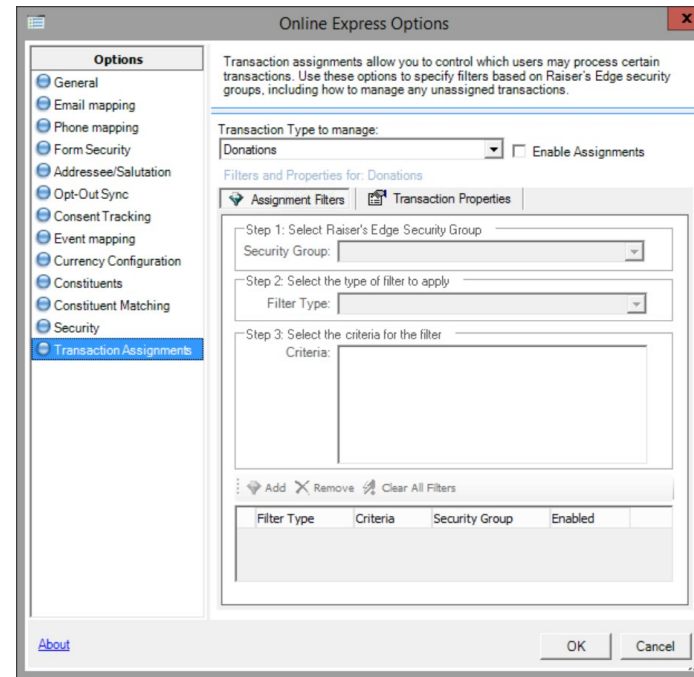 Online Express Options
x
Options
General
Email mapping
Phone mapping
Form Security
Addressee/Salutation
Opt-Out Sync
Consent Tracking
Event mapping
Currency Configuration
Constituents
Constituent Matching
Security
Transaction Assignments
Transaction assignments allow you to control which users may process certain
transactions. Use these options to specify filters based on Raiser's Edge security
groups, including how to manage any unassigned transactions.
Transaction Type to manage:
Donations
Enable Assignments
Filters and Properties for: Donations
Assignment Filters
Transaction Properties
Step 1: Select Raiser's Edge Security Group
Security Group:
Step 2: Select the type of filter to apply
Filter Type:
Step 3: Select the criteria for the filter
Criteria:
Add Remove Clear All Filters
Filter Type Criteria Security Group Enabled
About
OK Cancel